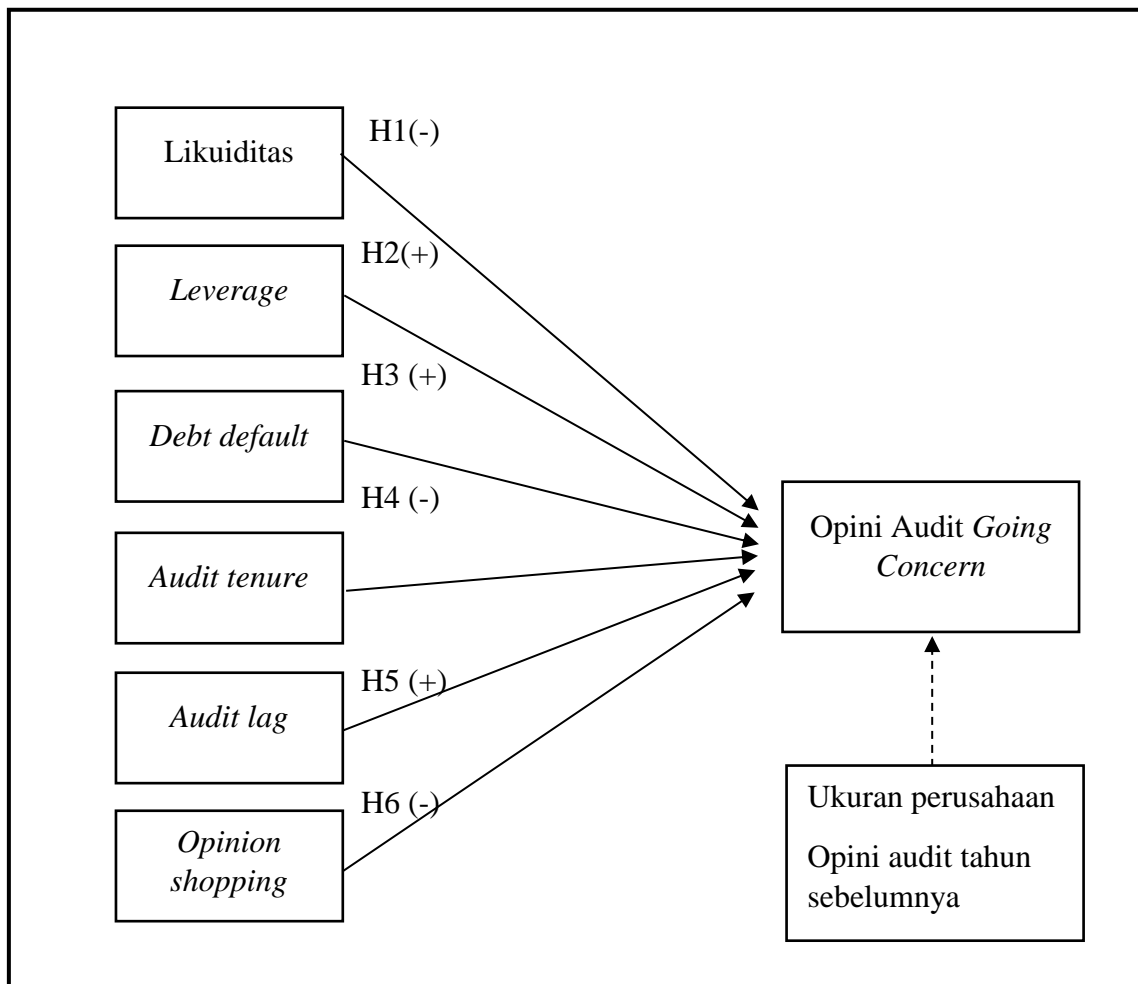 H1(-)
Likuiditas
H2(+)
Leverage
H3 (+)
Debt default
H4 (-)
Opini Audit Going
Concern
Audit tenure
H5 (+)
Audit lag
H6 (-)
Opinion
shopping
Ukuran perusahaan
Opini audit tahun
sebelumnya